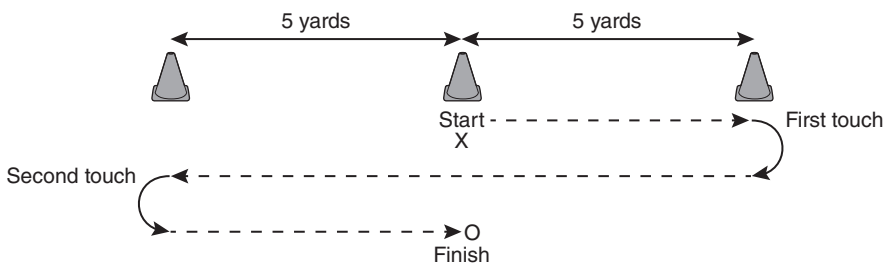 5 yards 5 yards
Start First touch
X
Second touch
O
Finish